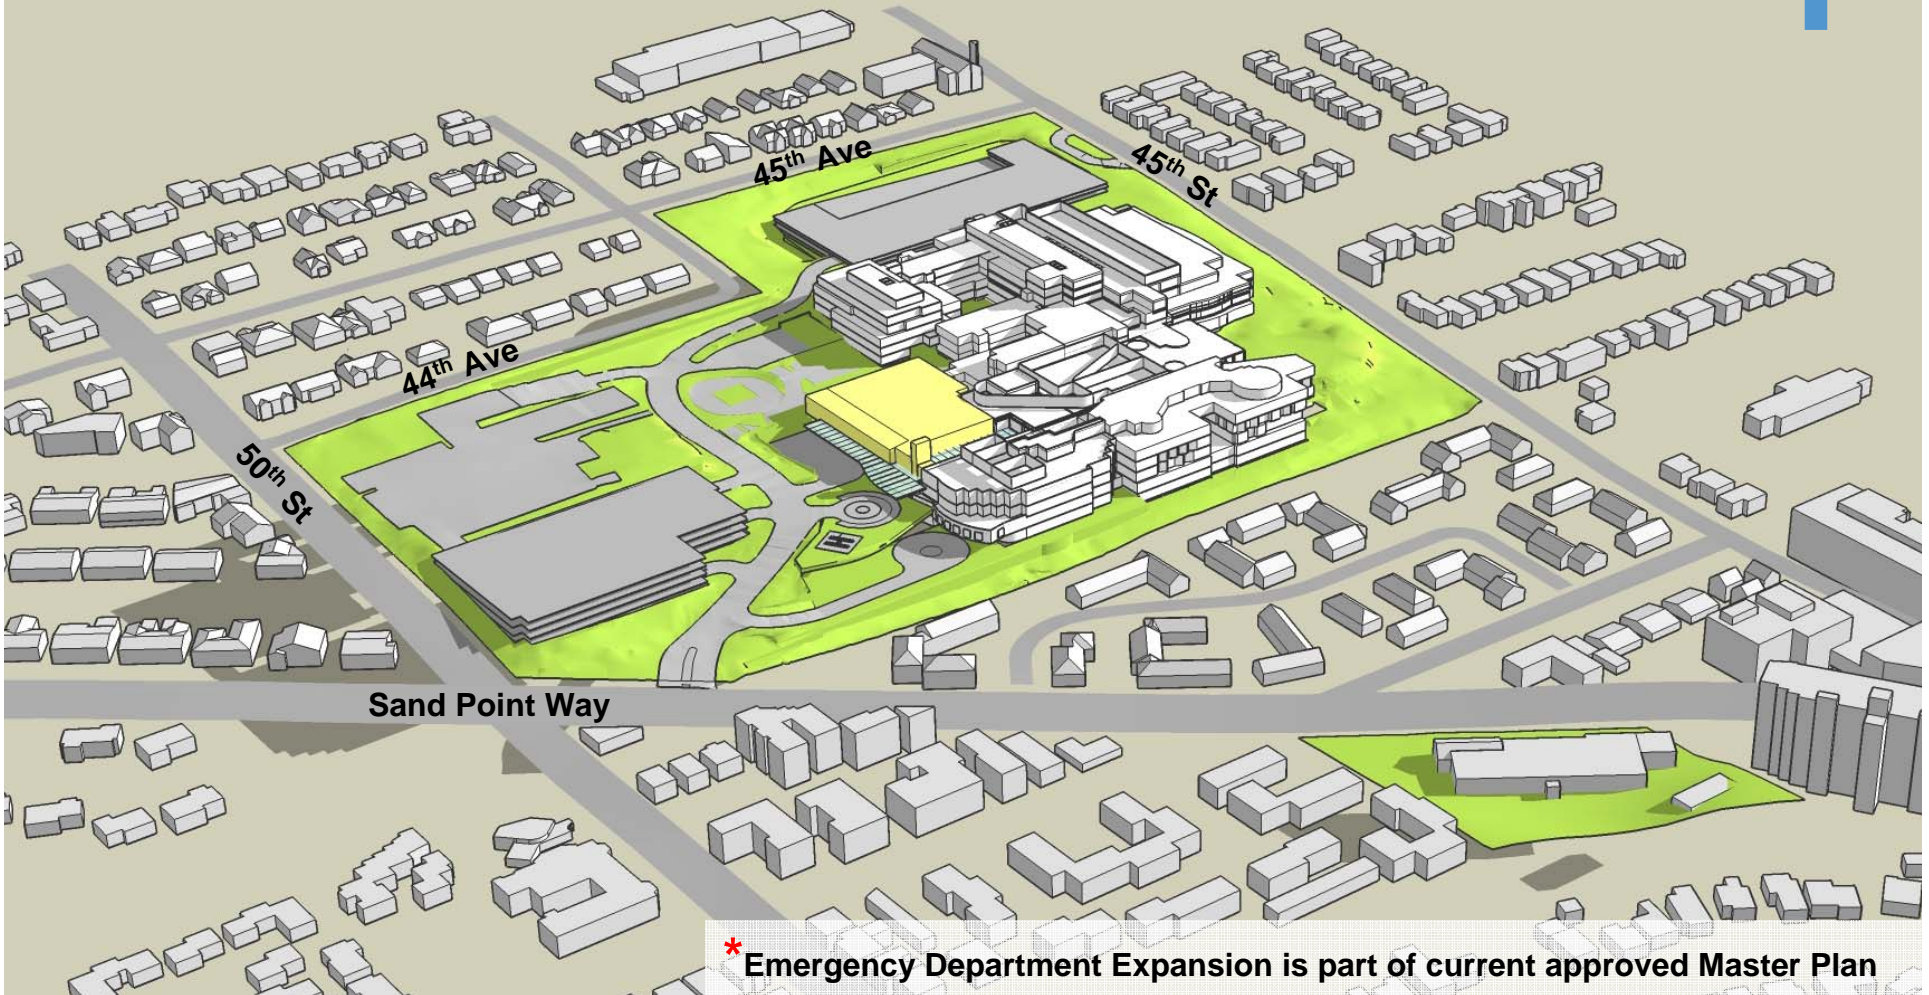 45th Ave
45th St
44th Ave
50th St
H
Sand Point Way
*Emergency Department Expansion is part of current approved Master Plan